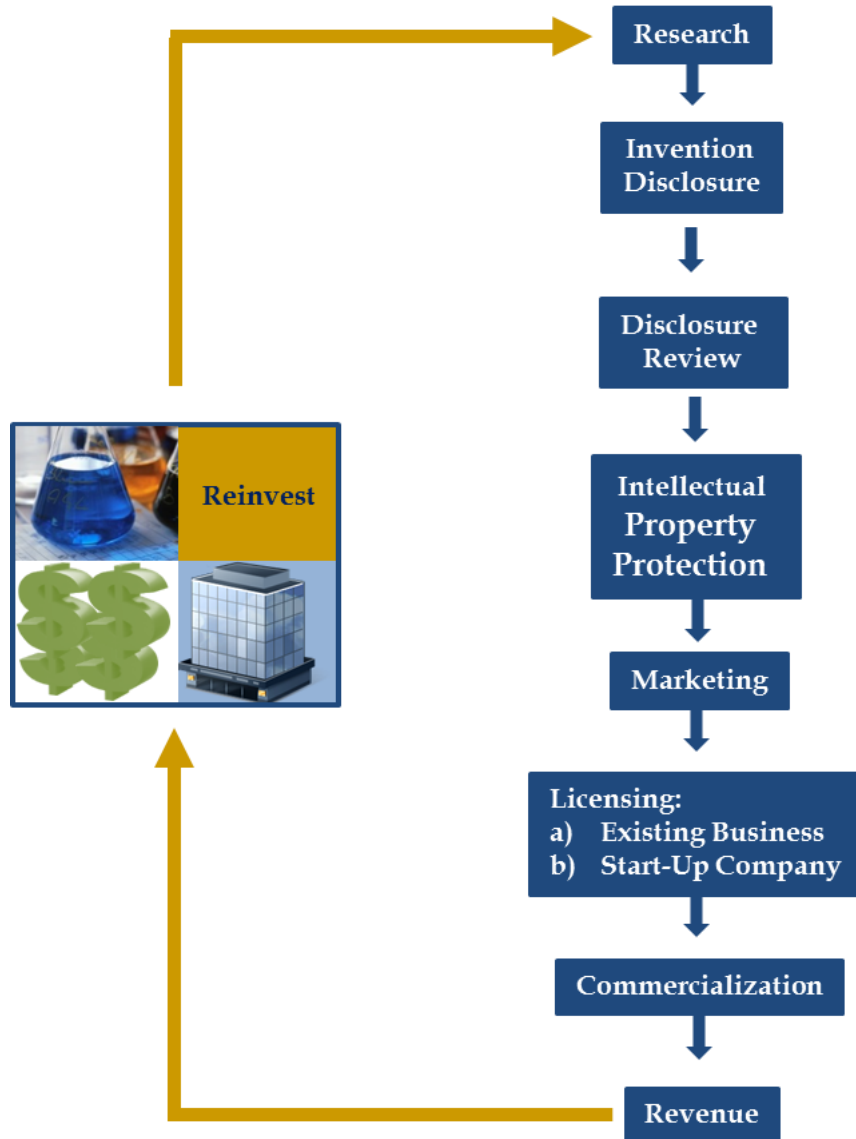 Research
Invention
Disclosure
Disclosure
Review
Intellectual
Property
Protection
Reinvest
Marketing
Licensing:
a) Existing Business
b) Start-Up Company
Commercialization
Revenue